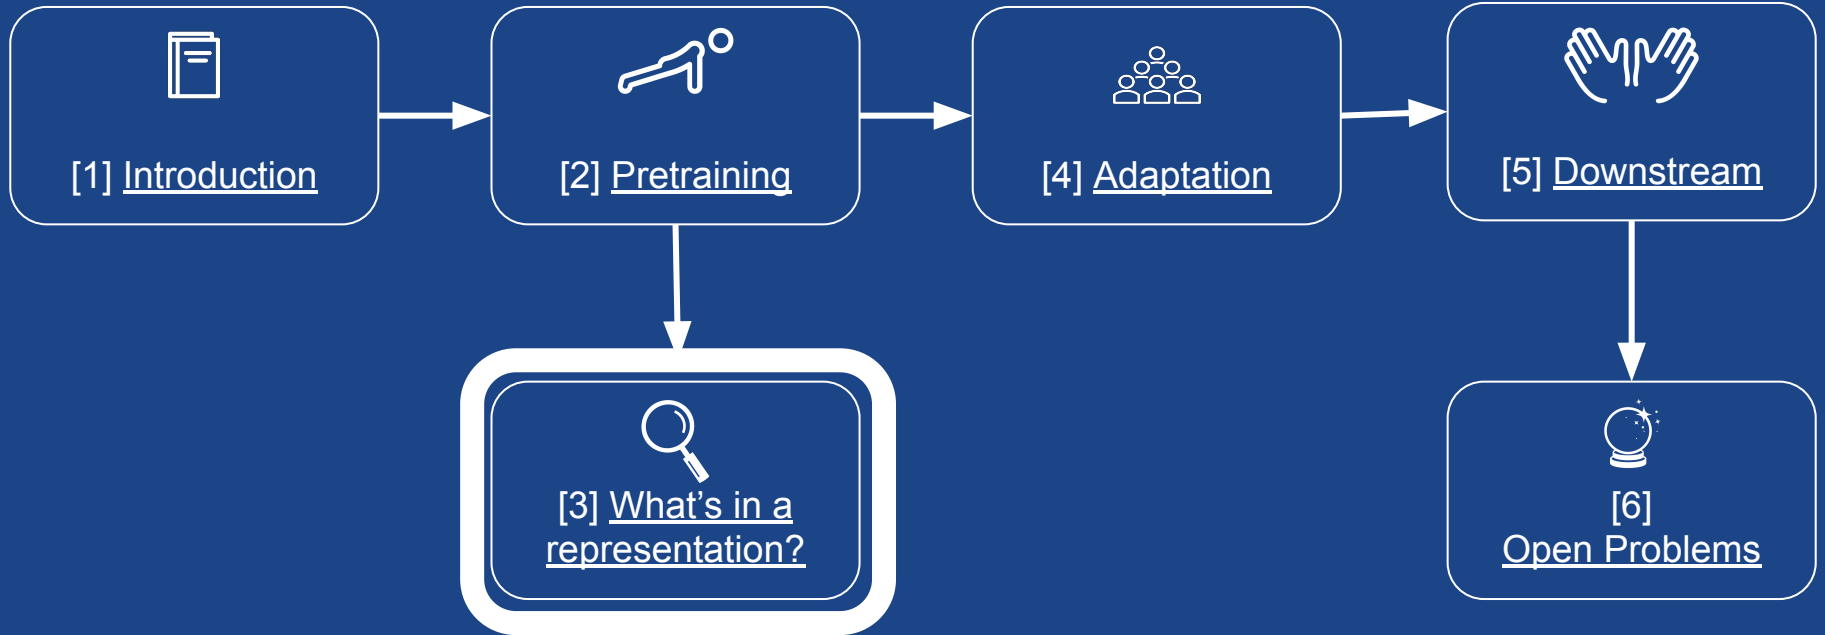 [1] Introduction
[2] Pretraining
[4] Adaptation
[5] Downstream
[3] What’s in a
representation?
[6]
Open Problems